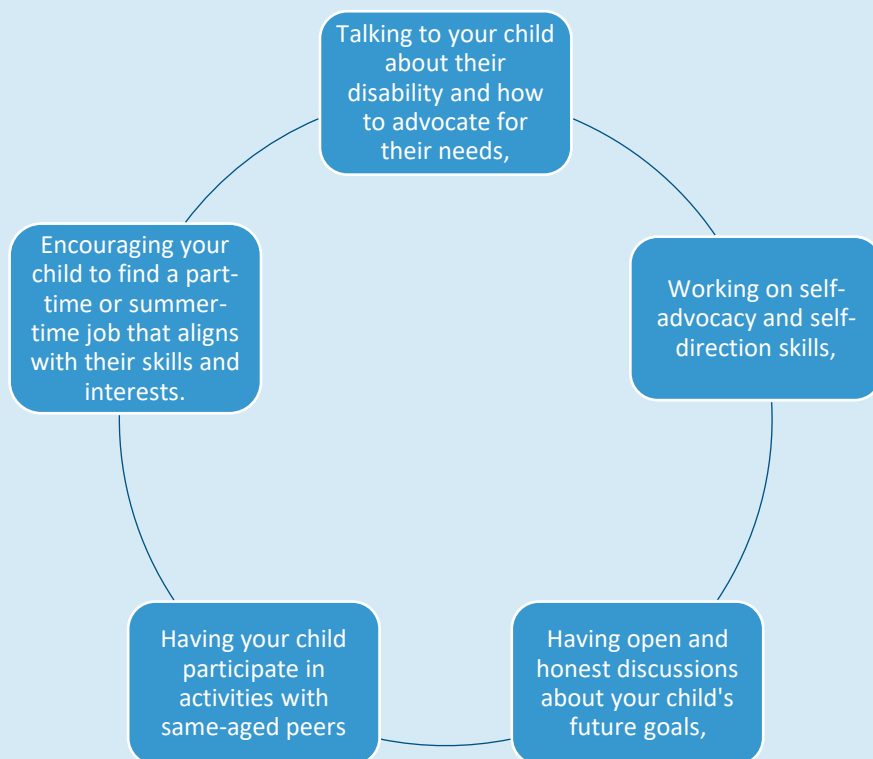 Talking to your child
about their
disability and how
to advocate for
their needs,
Working on self-
advocacy and self-
direction skills,
Having open and
honest discussions
about your child's
future goals,
Having your child
participate in
activities with
same-aged peers
Encouraging your
child to find a part-
time or summer-
time job that aligns
with their skills and
interests.